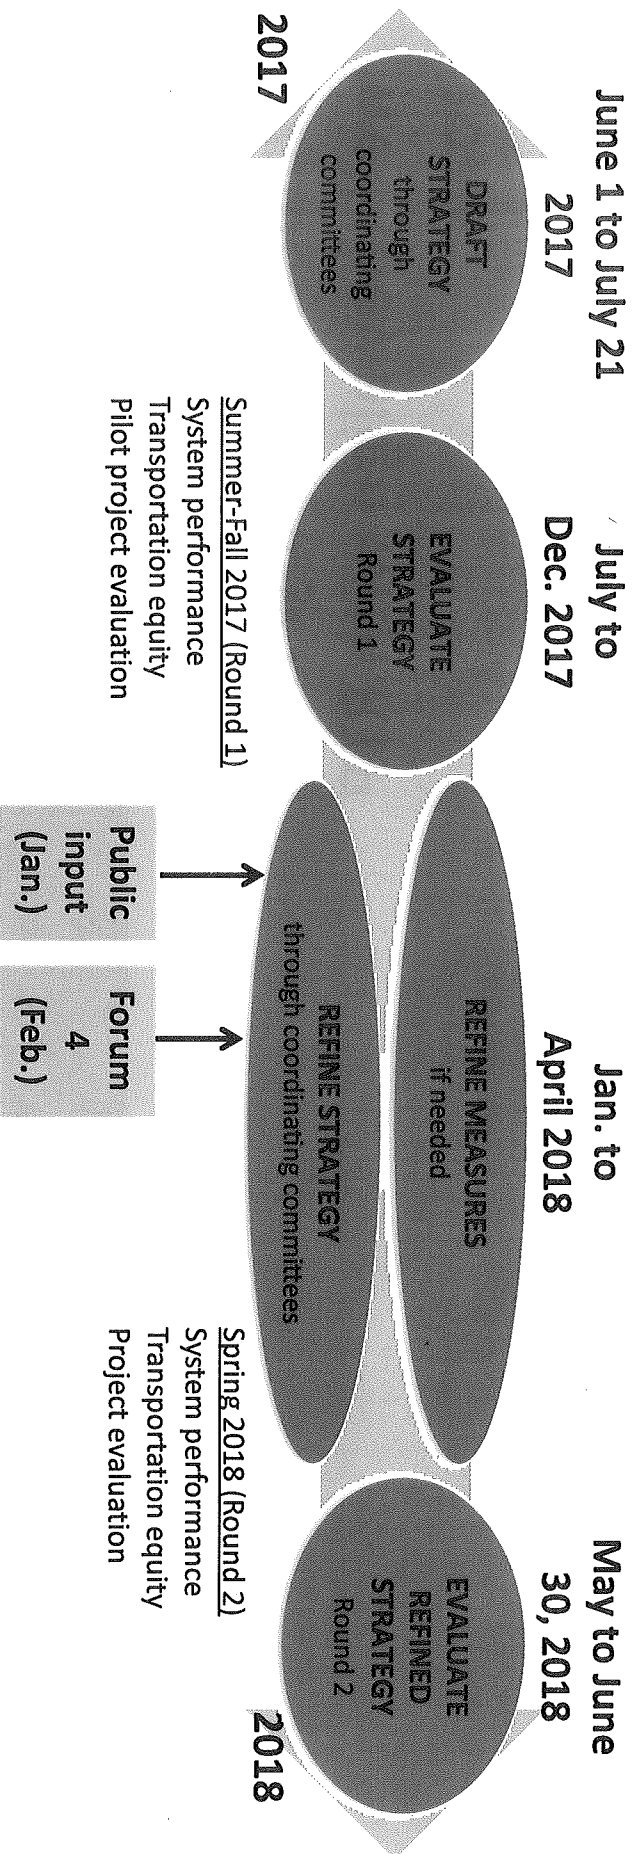 June 1 to July 21
2017
July to
Dec. 2017
Jan. to
April 2018
May to June
30, 2018
DRAFT
STRATEGY
through
coordinating
committees
EVALUATE
STRATEGY
Round 1
REFINE MEASURES
if needed
REFINE STRATEGY
through coordinating committees
EVALUATE
REFINED
STRATEGY
Round 2
2017
2018
Summer-Fall 2017 (Round 1)
System performance
Transportation equity
Pilot project evaluation
Public
input
(Jan.)
Forum
4
(Feb.)
Spring 2018 (Round 2)
System performance
Transportation equity
Project evaluation